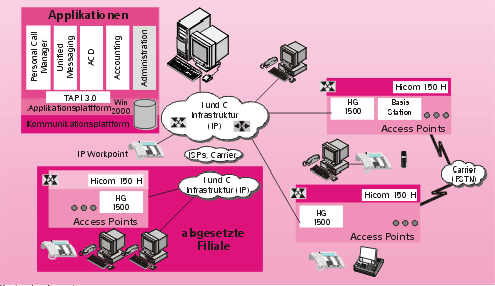 Applikationen
Personal Call
Manager
Unified
Messaging
ACD
Accounting
Administration
TAPI 3.0
Applikationsplattform
Win
2000
Kommunikationsplattform
I und C
Infrastruktur
(IP)
IP Workpoint
ISPs, Carrier
Hicom 150 H
HG
1500
Basis
Station
Access Points
Carrier
(PSTN)
Hicom 150 H
HG
1500
Access Points
Hicom 150 H
HG
1500
Access Points
I und C
Infrastruktur (IP)
abgesetzte
Filiale